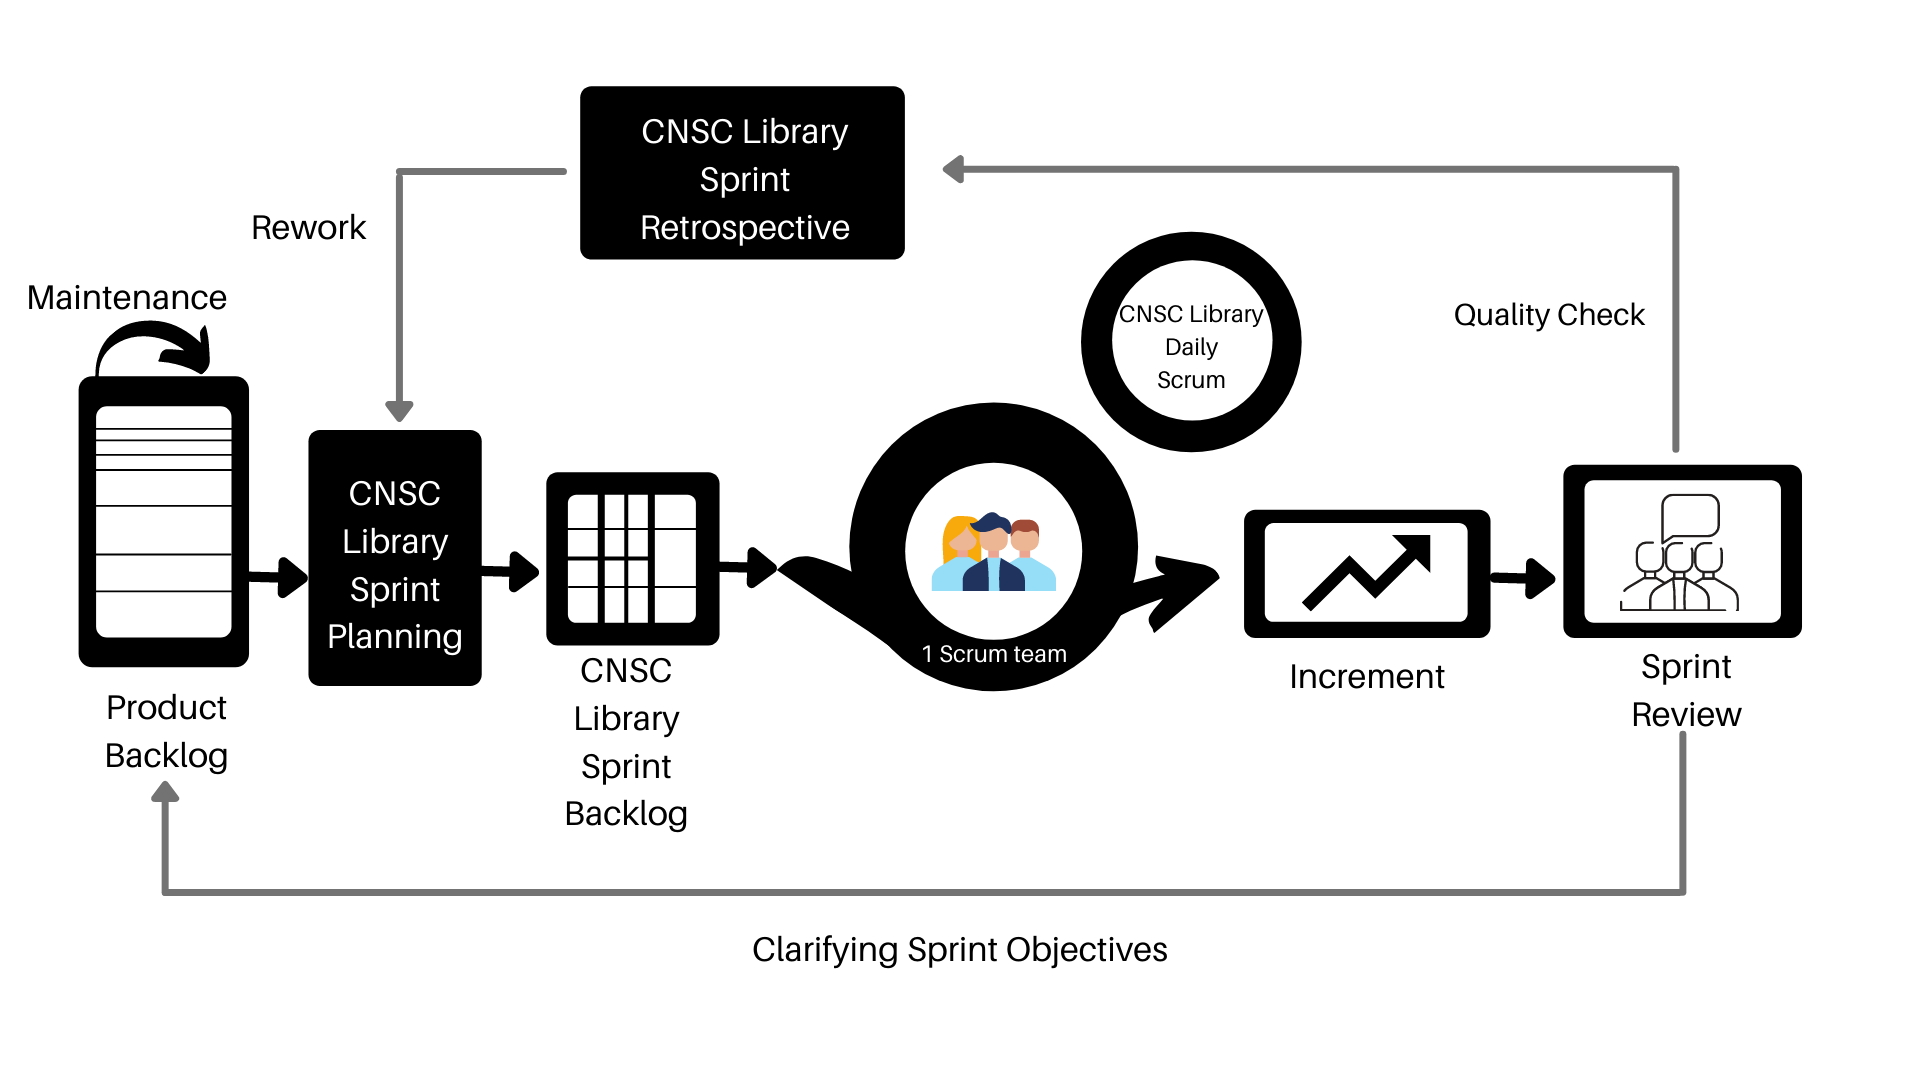 CNSC Library
Sprint
Retrospective
Rework
Maintenance
CNSC Library
Daily
Scrum
Quality Check
CNSC
Library
Sprint
Planning
1 Scrum team
Product
Backlog
CNSC
Library
Sprint
Backlog
Increment
Sprint
Review
Clarifying Sprint Objectives